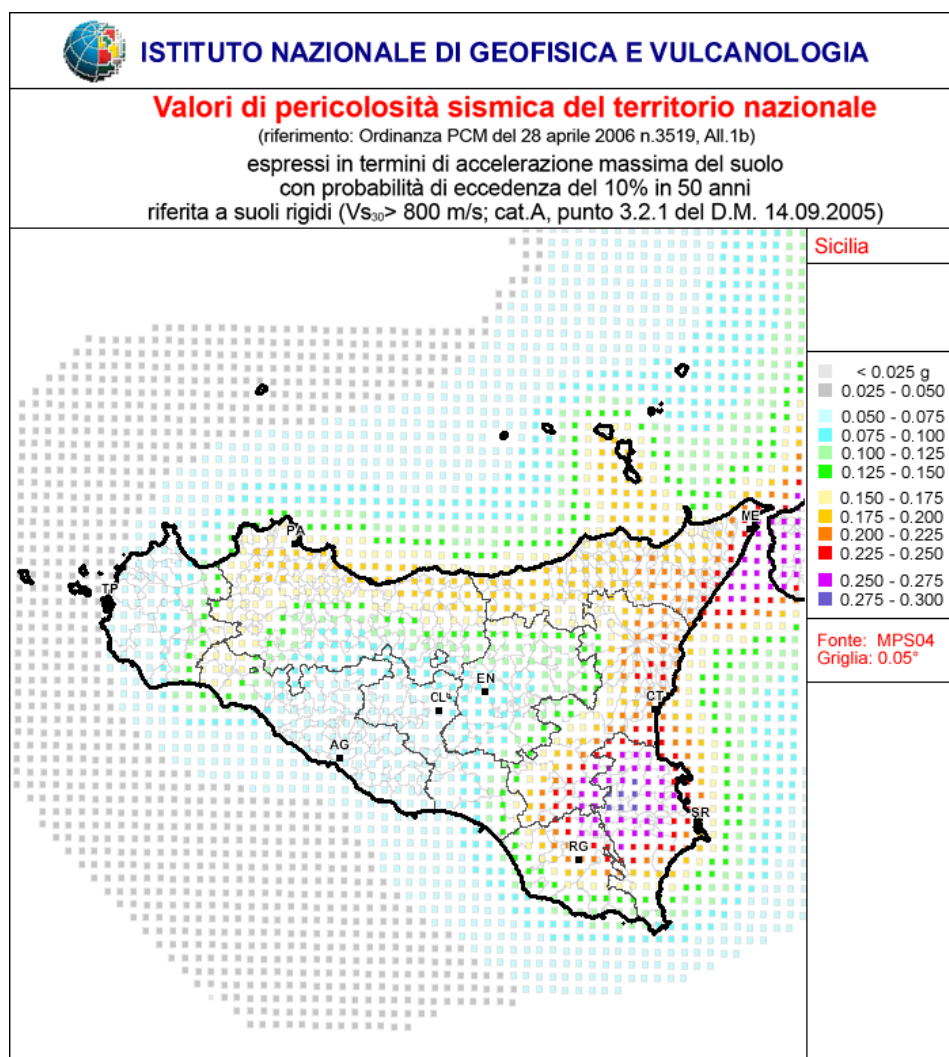 ISTITUTO NAZIONALE DI GEOFISICA E VULCANOLOGIA
Valori di pericolosità sismica del territorio nazionale
(riferimento: Ordinanza PCM del 28 aprile 2006 n.3519, All.1b)
espressi in termini di accelerazione massima del suolo
con probabilità di eccedenza del 10% in 50 anni
riferita a suoli rigidi (Vs₃₀> 800 m/s; cat.A, punto 3.2.1 del D.M. 14.09.2005)
Sicilia
< 0.025 g
0.025 - 0.050
0.050 - 0.075
0.075 - 0.100
0.100 - 0.125
0.125 - 0.150
0.150 - 0.175
0.175 - 0.200
0.200 - 0.225
0.225 - 0.250
0.250 - 0.275
0.275 - 0.300
Fonte: MPS04
Griglia: 0.05°
ME
PA
TP
EN
CL
CT
AG
SR
RG